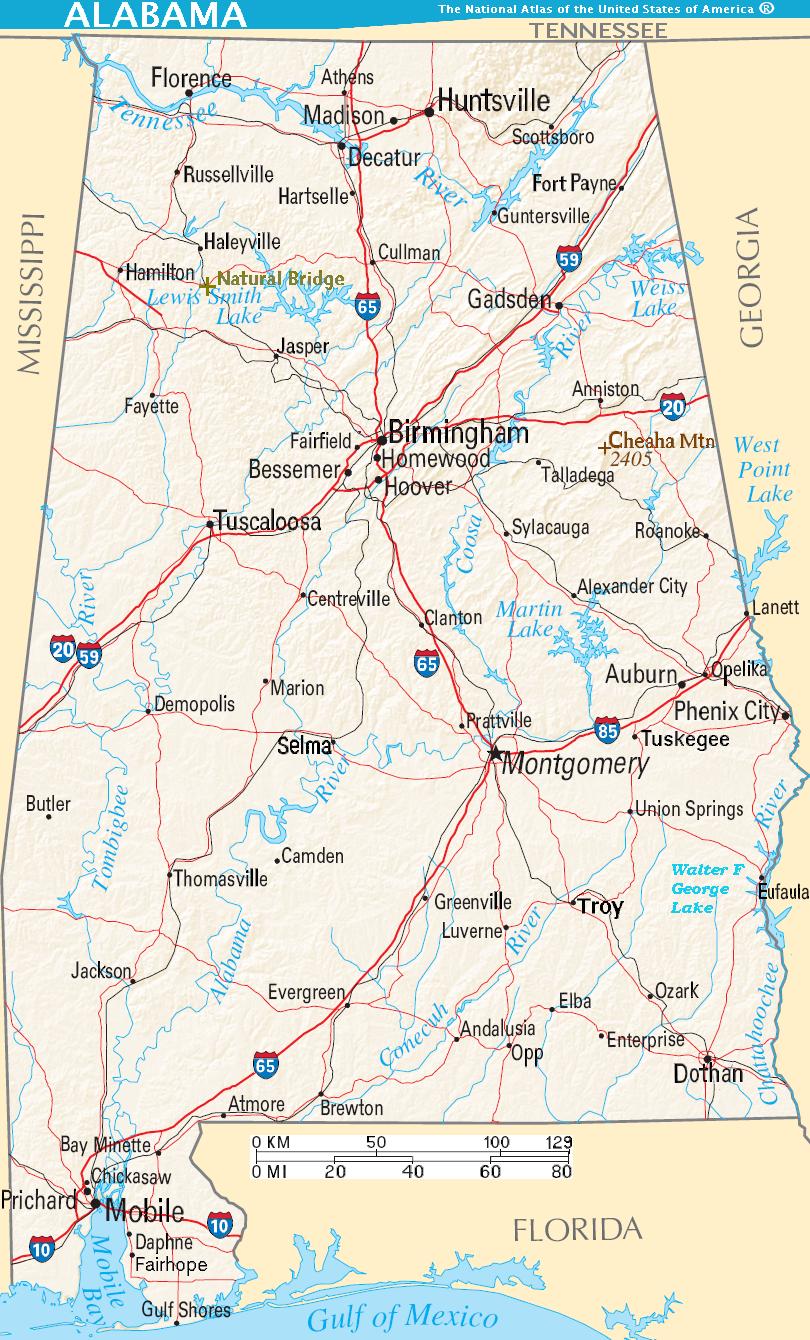 ALABAMA
The National Atlas of the United States of America ®
TENNESSEE
Florence
Athens
Huntsville
Tennessee
Madison
Scottsboro
Decatur
Russellville
River
Fort Payne
Hartselle
Guntersville
MISSISSIPPI
GEORGIA
Haleyville
Cullman
59
Hamilton
Natural Bridge
Lewis Smith
Lake
65
Gadsden
Weiss
Lake
River
Jasper
Anniston
Fayette
20
Birmingham
Fairfield
Cheaha Mtn
2405
West
Point
Lake
Homewood
Bessemer
Talladega
Hoover
Tuscaloosa
Coosa
Sylacauga
Roanoke
River
Alexander City
Centreville
Martin
Lake
Lanett
Clanton
20
59
65
Auburn
Opelika
Marion
Demopolis
Phenix City
Prattville
85
Selma
Tuskegee
Montgomery
River
Butler
Tombigbee
Union Springs
River
Camden
Thomasville
Walter F
George
Lake
Eufaula
Greenville
Troy
Luverne
River
Alabama
Jackson
Evergreen
Ozark
Elba
Chattahoochee
Conecuh
Andalusia
Enterprise
Opp
65
Dothan
Atmore
Brewton
Bay Minette
0 KM 50 100 129
0 MI 20 40 60 80
Chickasaw
Prichard
Mobile
10
FLORIDA
10
Daphne
Mobile
Bay
Fairhope
Gulf Shores
Gulf of Mexico